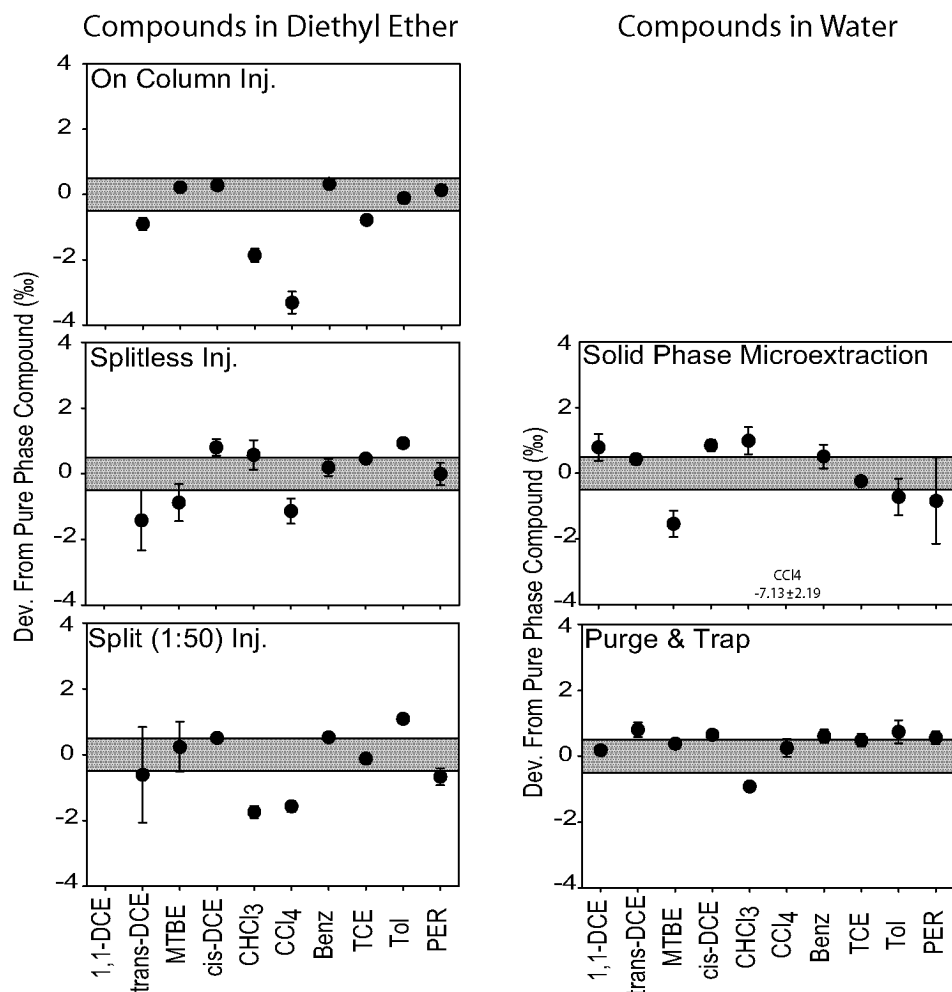 Compounds in Diethyl Ether
Compounds in Water
Dev. From Pure Phase Compound (‰)
On Column Inj.
4
2
0
-2
-4
Splitless Inj.
4
2
0
-2
-4
Split (1:50) Inj.
4
2
0
-2
-4
1,1-DCE
trans-DCE
MTBE
cis-DCE
CHCl3
CCl4
Benz
TCE
Tol
PER
Dev. From Pure Phase Compound (‰)
Solid Phase Microextraction
4
2
0
-2
-4
CCl4
-7.13±2.19
Purge & Trap
4
2
0
-2
-4
1,1-DCE
trans-DCE
MTBE
cis-DCE
CHCl3
CCl4
Benz
TCE
Tol
PER